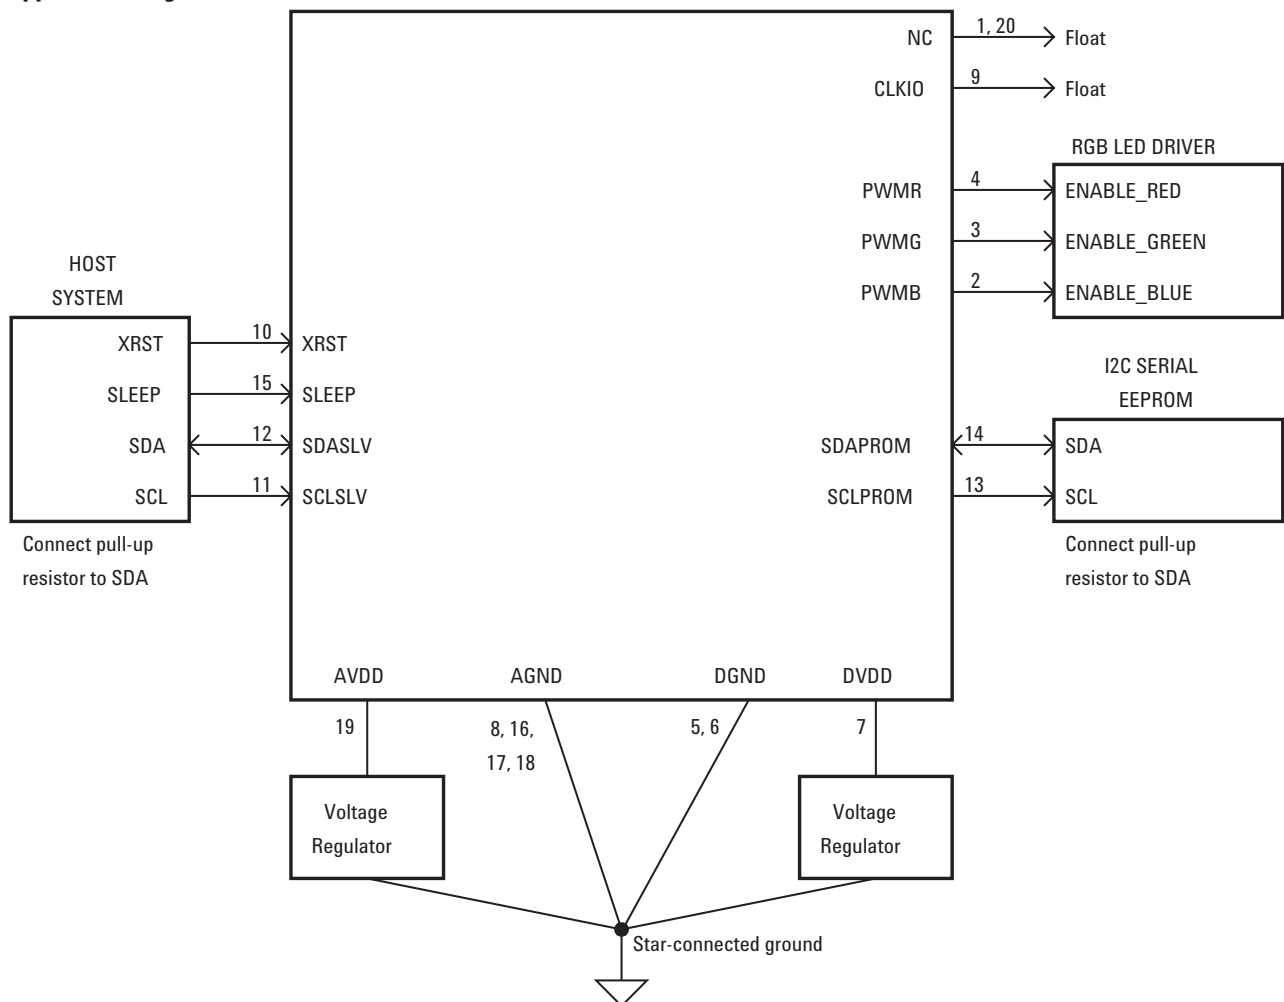 NC 1, 20 Float
CLKIO 9 Float
RGB LED DRIVER
PWMR 4 ENABLE_RED
PWMG 3 ENABLE_GREEN
PWMB 2 ENABLE_BLUE
HOST
SYSTEM
XRST 10 XRST
SLEEP 15 SLEEP
SDA 12 SDASLV
SCL 11 SCLSLV
Connect pull-up
resistor to SDA
I2C SERIAL
EEPROM
SDAPROM 14 SDA
SCLPROM 13 SCL
Connect pull-up
resistor to SDA
AVDD AGND DGND DVDD
19 8, 16, 5, 6 7
17, 18
Voltage
Regulator
Voltage
Regulator
Star-connected ground